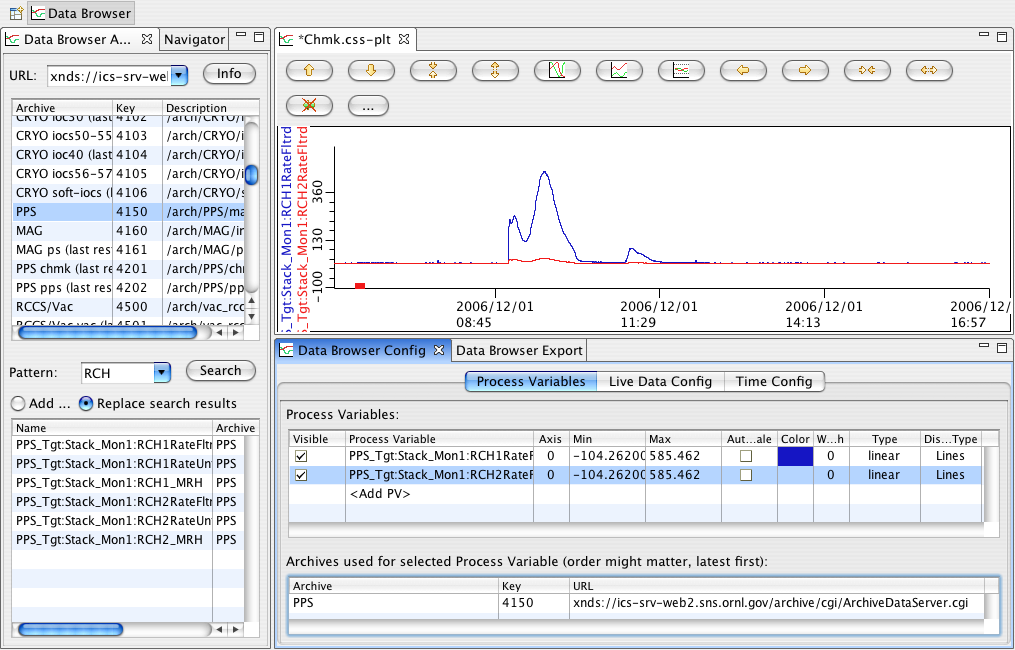 Data Browser
Data Browser A...
Navigator
URL:
xnds://ics-srv-wel
Info
Archive Key Description
CRYO ioc30 (last 4102 /arch/CRYO/i
CRYO iocs50-55 4103 /arch/CRYO/i
CRYO ioc40 (last 4104 /arch/CRYO/i
CRYO iocs56-57 4105 /arch/CRYO/i
CRYO soft-iocs (l 4106 /arch/CRYO/s
PPS 4150 /arch/PPS/ma
MAG 4160 /arch/MAG/in
MAG ps (last res 4161 /arch/MAG/p
PPS chmk (last re 4201 /arch/PPS/chr
PPS pps (last res 4202 /arch/PPS/pp
RCCS/Vac 4500 /arch/vac_rcc
RCCS/Vac vac (la 4501 /arch/vac_rcc
Pattern:
RCH
Search
Add ...
Replace search results
Name Archive
PPS_Tgt:Stack_Mon1:RCH1RateFltr PPS
PPS_Tgt:Stack_Mon1:RCH1RateUn PPS
PPS_Tgt:Stack_Mon1:RCH1_MRH PPS
PPS_Tgt:Stack_Mon1:RCH2RateFltr PPS
PPS_Tgt:Stack_Mon1:RCH2RateUn PPS
PPS_Tgt:Stack_Mon1:RCH2_MRH PPS
*Chmk.css-plt
...
S_Tgt:Stack_Mon1:RCH1RateFltrd
S_Tgt:Stack_Mon1:RCH2RateFltrd
360
130
-100
2006/12/01 2006/12/01 2006/12/01 2006/12/
08:45 11:29 14:13 16:57
Data Browser Config
Data Browser Export
Process Variables
Live Data Config
Time Config
Process Variables:
Visible Process Variable Axis Min Max Aut...ale Color W...h Type Dis...Type
PPS_Tgt:Stack_Mon1:RCH1RateF 0 -104.26200 585.462 0 linear Lines
PPS_Tgt:Stack_Mon1:RCH2RateF 0 -104.26200 585.462 0 linear Lines
<Add PV>
Archives used for selected Process Variable (order might matter, latest first):
Archive Key URL
PPS 4150 xnds://ics-srv-web2.sns.ornl.gov/archive/cgi/ArchiveDataServer.cgi